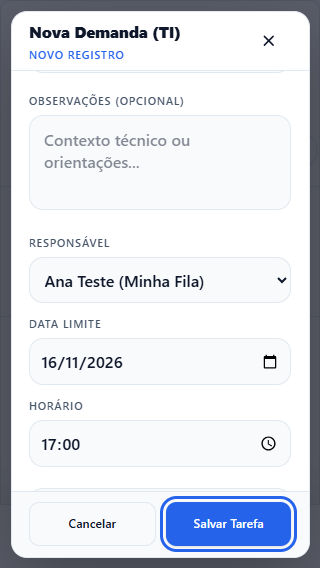 Nova Demanda (TI)
NOVO REGISTRO
OBSERVAÇÕES (OPCIONAL)
Contexto técnico ou
orientações...
RESPONSÁVEL
Ana Teste (Minha Fila)
DATA LIMITE
16/11/2026
HORÁRIO
17:00
Cancelar
Salvar Tarefa